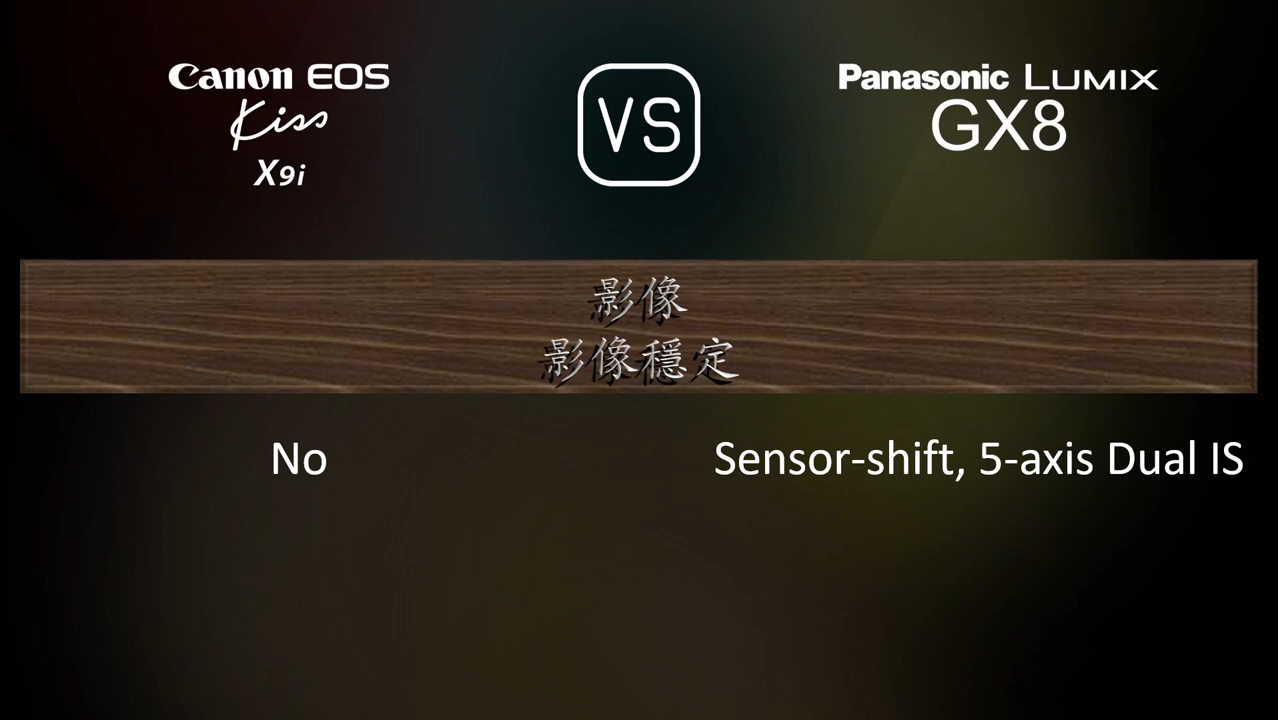 Canon EOS
Kiss
X9i
VS
Panasonic LUMIX
GX8
影像
影像穩定
No
Sensor-shift, 5-axis Dual IS